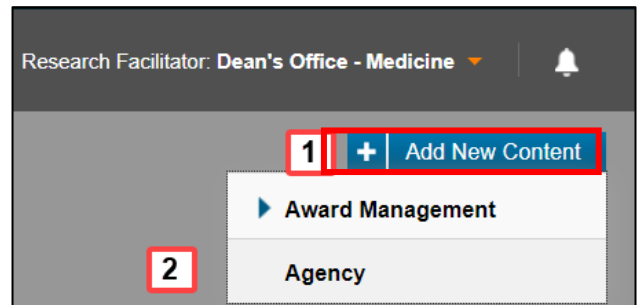 Research Facilitator: Dean's Office - Medicine
1 + Add New Content
Award Management
2 Agency